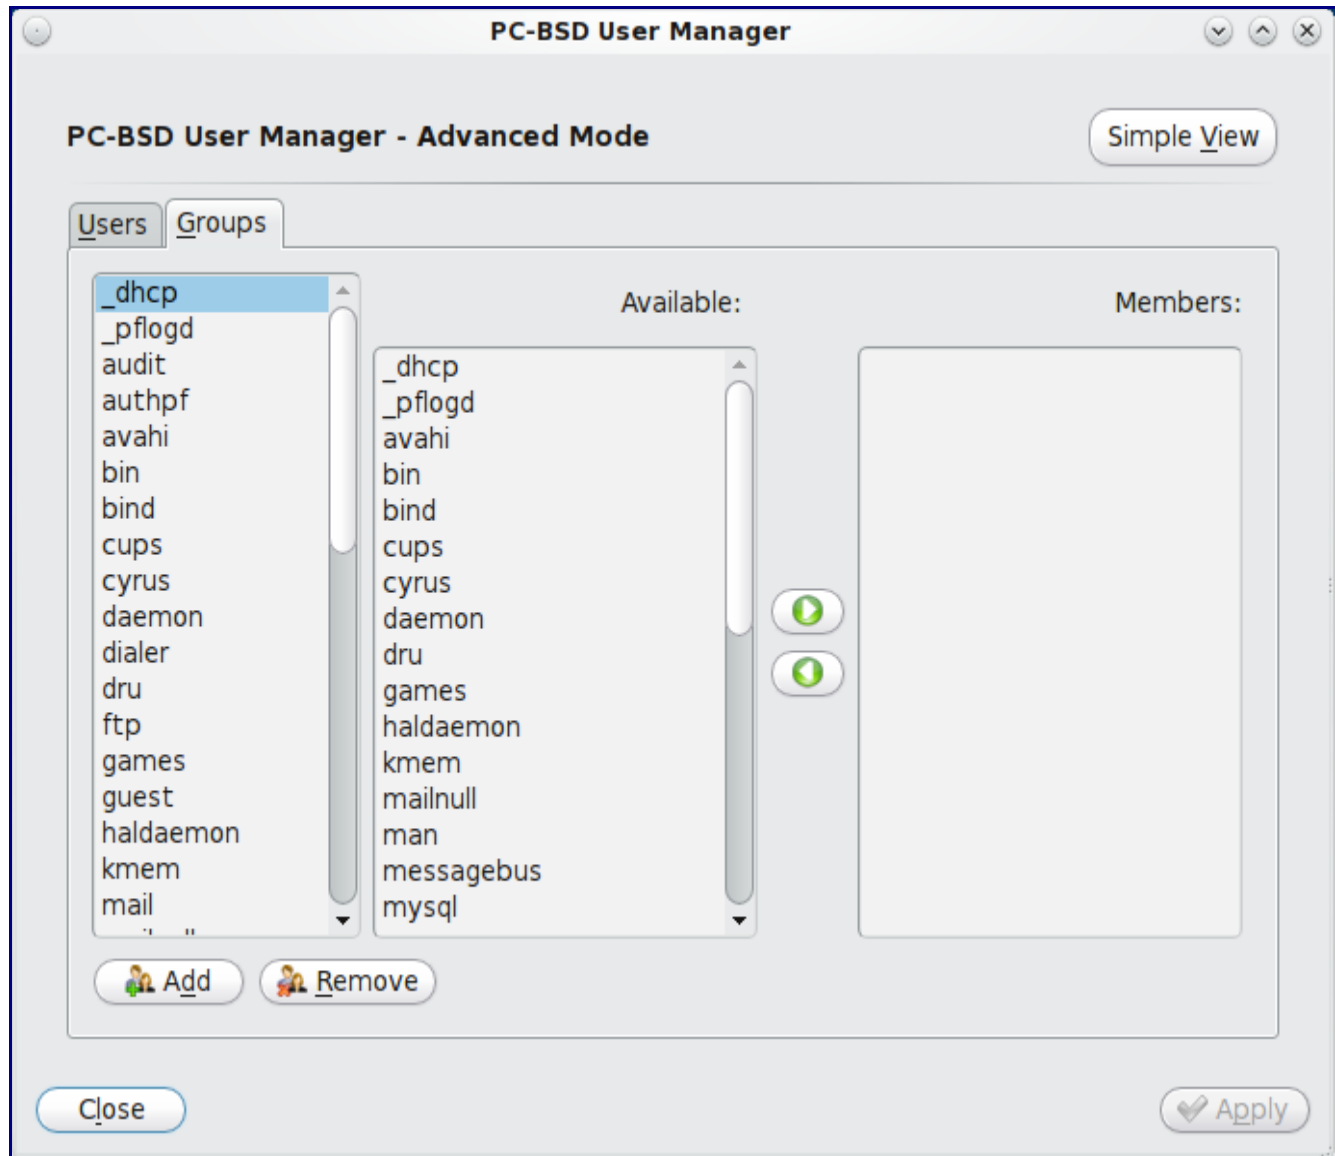 PC-BSD User Manager
PC-BSD User Manager - Advanced Mode
Simple View
Users
Groups
_dhcp
_pflogd
audit
authpf
avahi
bin
bind
cups
cyrus
daemon
dialer
dru
ftp
games
guest
haldaemon
kmem
mail
Available:
_dhcp
_pflogd
avahi
bin
bind
cups
cyrus
daemon
dru
games
haldaemon
kmem
mailnull
man
messagebus
mysql
Members:
Add
Remove
Close
Apply